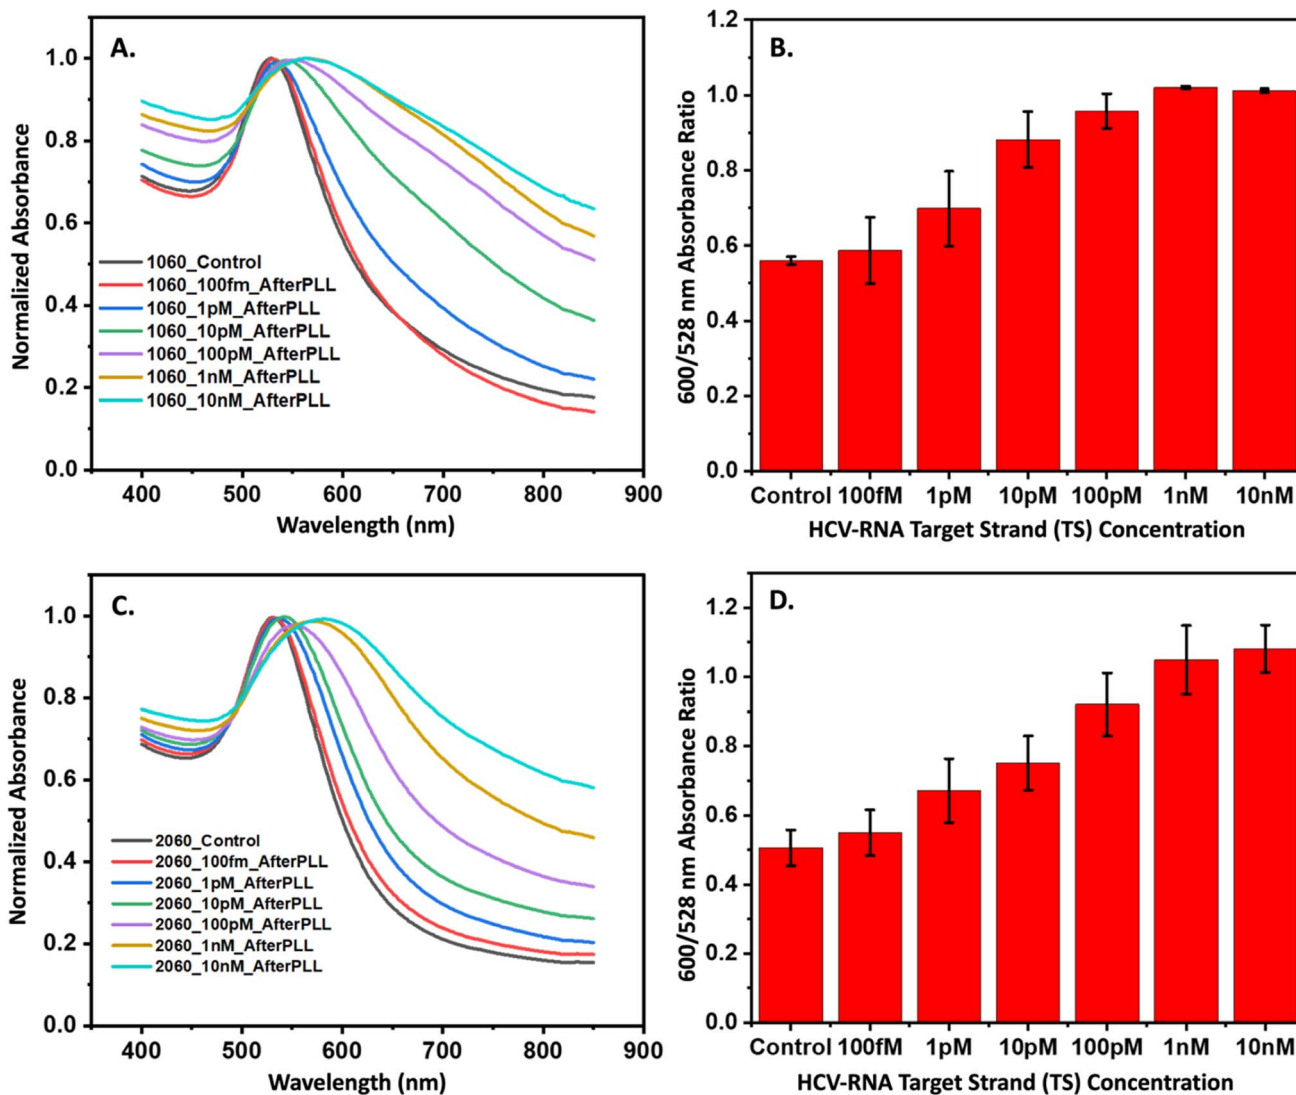 A.
Normalized Absorbance
1.0
0.8
0.6
0.4
0.2
0.0
1060_Control
1060_100fm_AfterPLL
1060_1pM_AfterPLL
1060_10pM_AfterPLL
1060_100pM_AfterPLL
1060_1nM_AfterPLL
1060_10nM_AfterPLL
400 500 600 700 800 900
Wavelength (nm)
B.
600/528 nm Absorbance Ratio
1.2
1.0
0.8
0.6
0.4
0.2
0.0
Control 100fM 1pM 10pM 100pM 1nM 10nM
HCV-RNA Target Strand (TS) Concentration
C.
Normalized Absorbance
1.0
0.8
0.6
0.4
0.2
0.0
2060_Control
2060_100fm_AfterPLL
2060_1pM_AfterPLL
2060_10pM_AfterPLL
2060_100pM_AfterPLL
2060_1nM_AfterPLL
2060_10nM_AfterPLL
400 500 600 700 800 900
Wavelength (nm)
D.
600/528 nm Absorbance Ratio
1.2
1.0
0.8
0.6
0.4
0.2
0.0
Control 100fM 1pM 10pM 100pM 1nM 10nM
HCV-RNA Target Strand (TS) Concentration